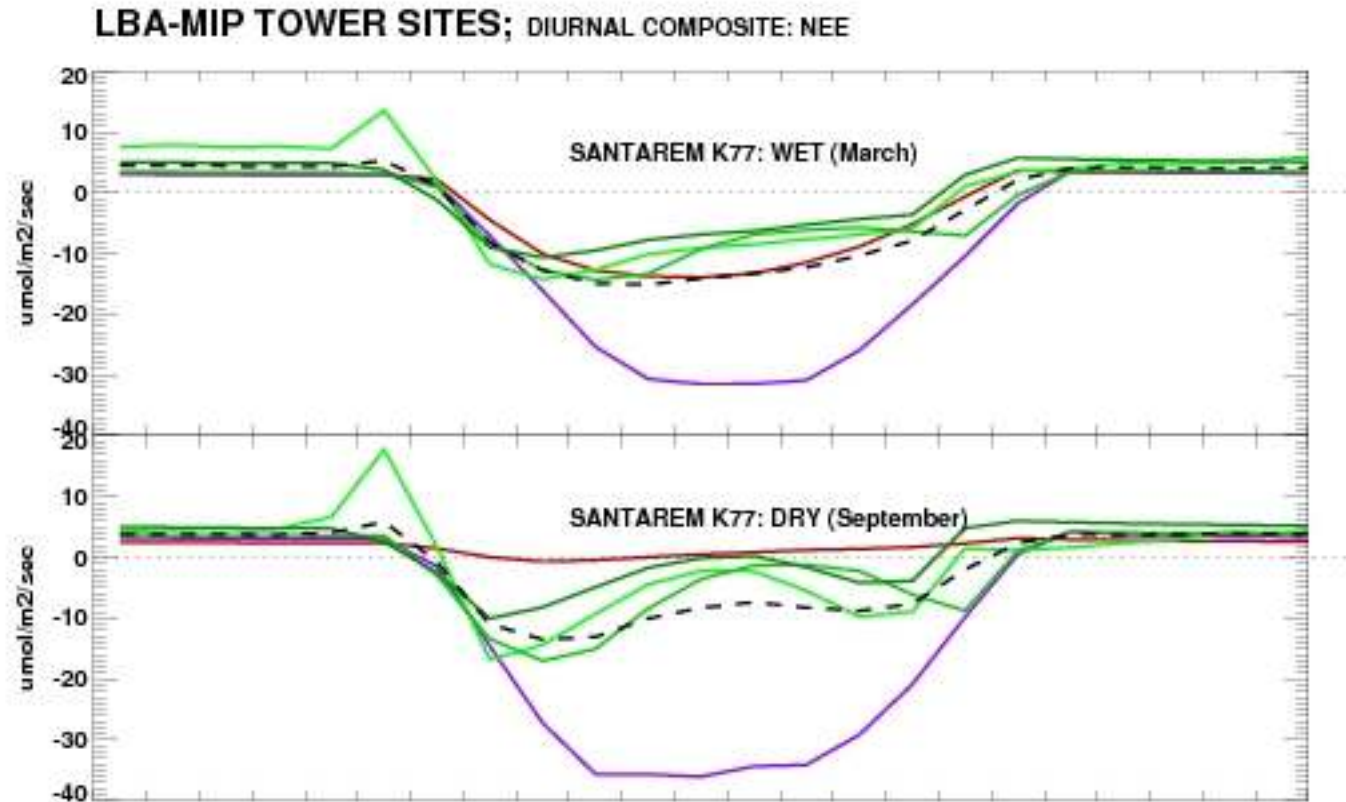 LBA-MIP TOWER SITES; DIURNAL COMPOSITE: NEE
20
SANTAREM K77: WET (March)
10
0
-10
umol/m2/sec
-20
-30
-40
20
10
SANTAREM K77: DRY (September)
0
-10
umol/m2/sec
-20
-30
-40